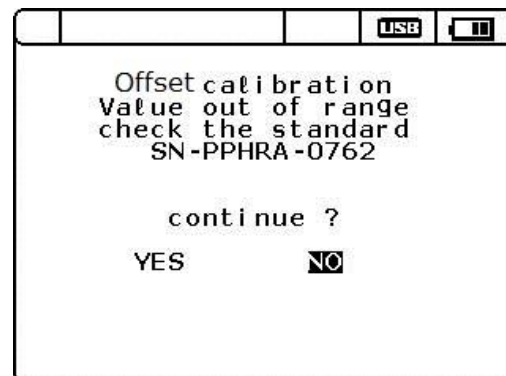 USB
Offset calibration
Value out of range
check the standard
SN-PPHRA-0762
continue ?
YES NO